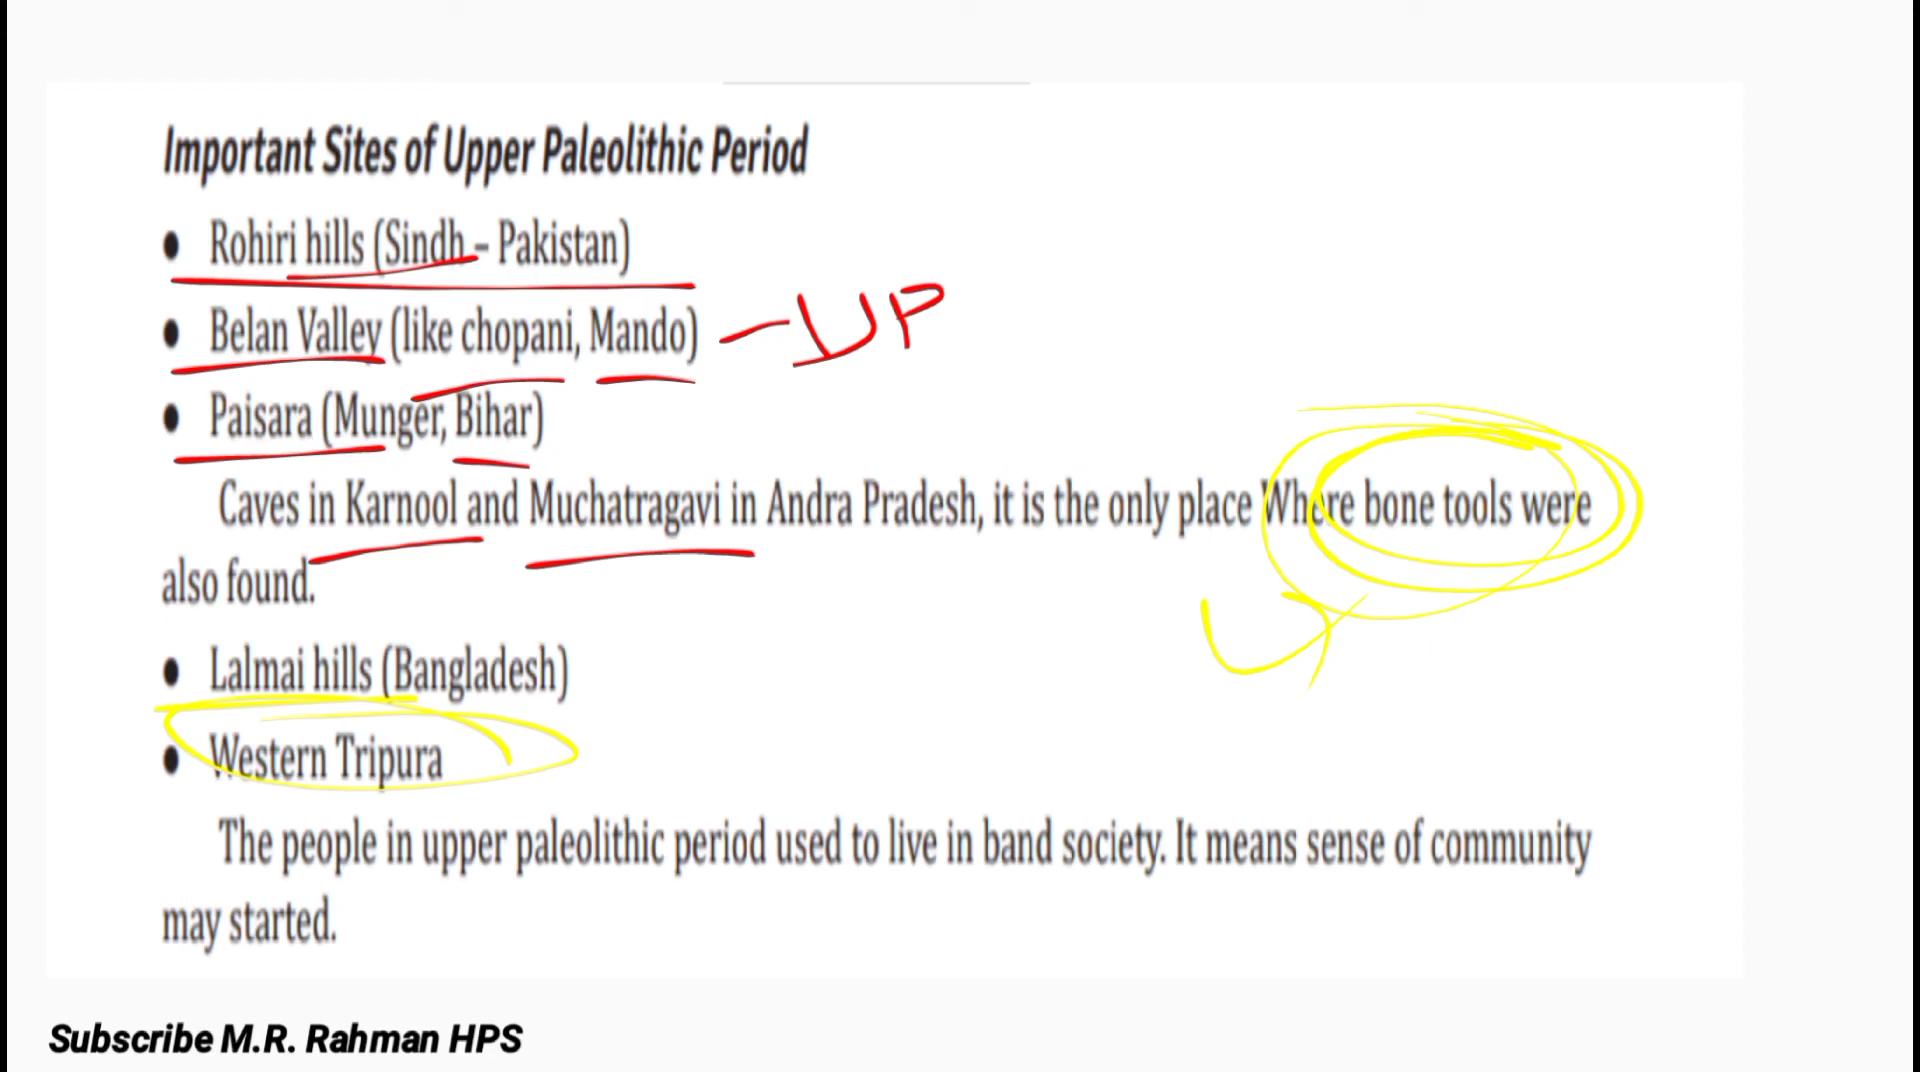 Important Sites of Upper Paleolithic Period
● Rohiri hills (Sindh – Pakistan)
● Belan Valley (like chopani, Mando) — UP
● Paisara (Munger, Bihar)
Caves in Karnool and Muchatragavi in Andra Pradesh, it is the only place Where bone tools were
also found.
● Lalmai hills (Bangladesh)
● Western Tripura
The people in upper paleolithic period used to live in band society. It means sense of community
may started.
Subscribe M.R. Rahman HPS